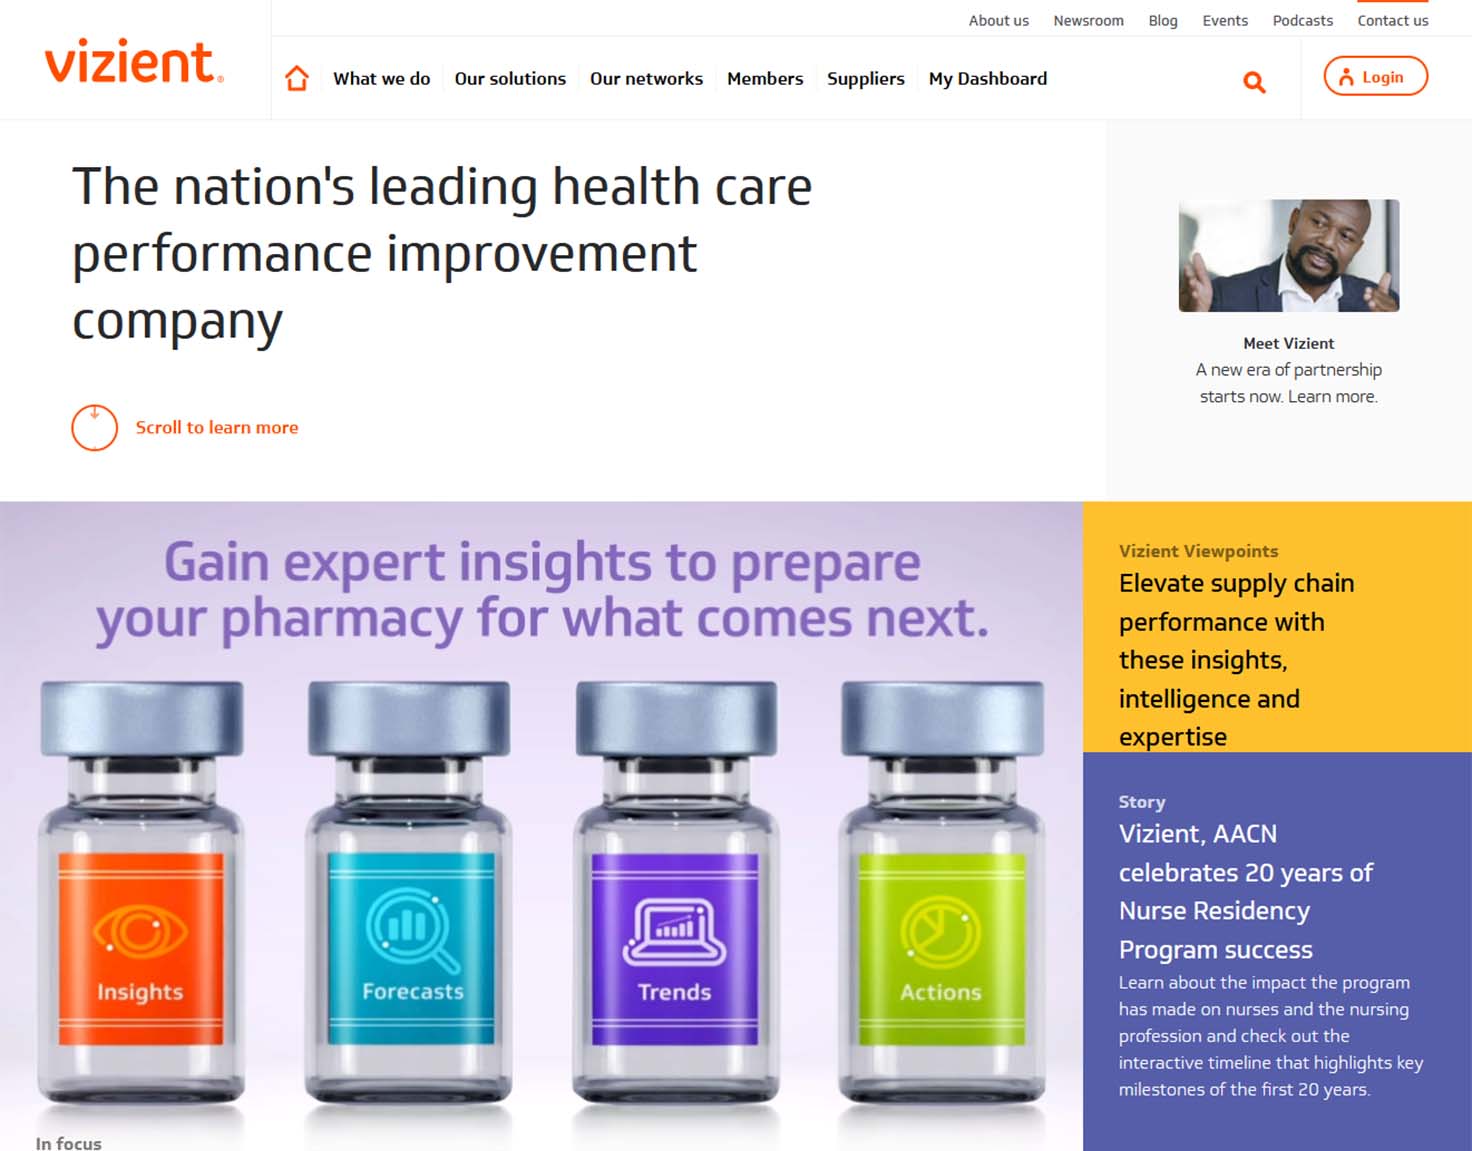 About us Newsroom Blog Events Podcasts Contact us
vizient®
What we do Our solutions Our networks Members Suppliers My Dashboard
Login
The nation's leading health care
performance improvement
company
Scroll to learn more
Meet Vizient
A new era of partnership
starts now. Learn more.
Gain expert insights to prepare
your pharmacy for what comes next.
Insights
Forecasts
Trends
Actions
In focus
Vizient Viewpoints
Elevate supply chain
performance with
these insights,
intelligence and
expertise
Story
Vizient, AACN
celebrates 20 years of
Nurse Residency
Program success
Learn about the impact the program
has made on nurses and the nursing
profession and check out the
interactive timeline that highlights key
milestones of the first 20 years.